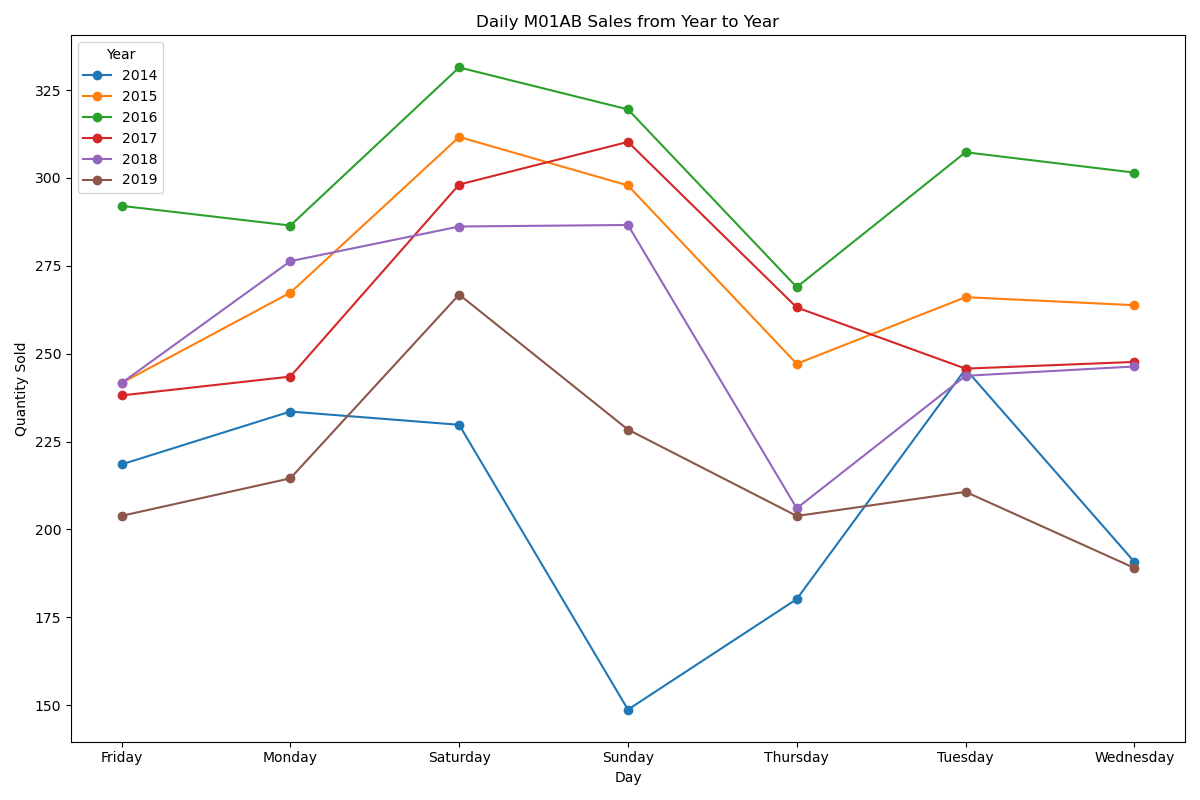 Daily M01AB Sales from Year to Year
Year
2014
2015
2016
2017
2018
2019
Quantity Sold
325
300
275
250
225
200
175
150
Friday Monday Saturday Sunday Thursday Tuesday Wednesday
Day